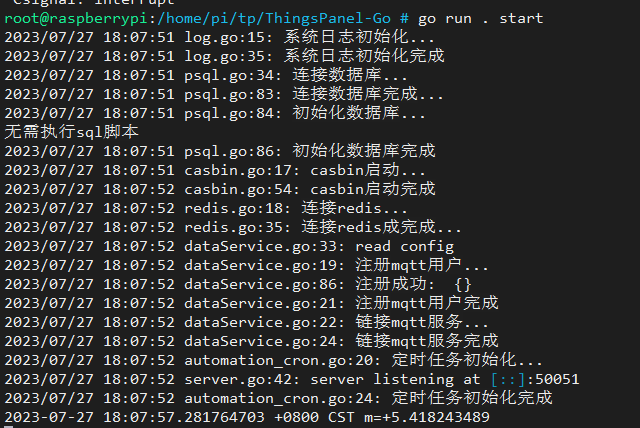 Csignal: interrupt
root@raspberrypi:/home/pi/tp/ThingsPanel-Go # go run . start
2023/07/27 18:07:51 log.go:15: 系统日志初始化...
2023/07/27 18:07:51 log.go:35: 系统日志初始化完成
2023/07/27 18:07:51 psql.go:34: 连接数据库...
2023/07/27 18:07:51 psql.go:83: 连接数据库完成...
2023/07/27 18:07:51 psql.go:84: 初始化数据库...
无需执行sql脚本
2023/07/27 18:07:51 psql.go:86: 初始化数据库完成
2023/07/27 18:07:51 casbin.go:17: casbin启动...
2023/07/27 18:07:52 casbin.go:54: casbin启动完成
2023/07/27 18:07:52 redis.go:18: 连接redis...
2023/07/27 18:07:52 redis.go:35: 连接redis成完成...
2023/07/27 18:07:52 dataService.go:33: read config
2023/07/27 18:07:52 dataService.go:19: 注册mqtt用户...
2023/07/27 18:07:52 dataService.go:86: 注册成功: {}
2023/07/27 18:07:52 dataService.go:21: 注册mqtt用户完成
2023/07/27 18:07:52 dataService.go:22: 链接mqtt服务...
2023/07/27 18:07:52 dataService.go:24: 链接mqtt服务完成
2023/07/27 18:07:52 automation_cron.go:20: 定时任务初始化...
2023/07/27 18:07:52 server.go:42: server listening at [::]:50051
2023/07/27 18:07:52 automation_cron.go:24: 定时任务初始化完成
2023-07-27 18:07:57.281764703 +0800 CST m=+5.418243489